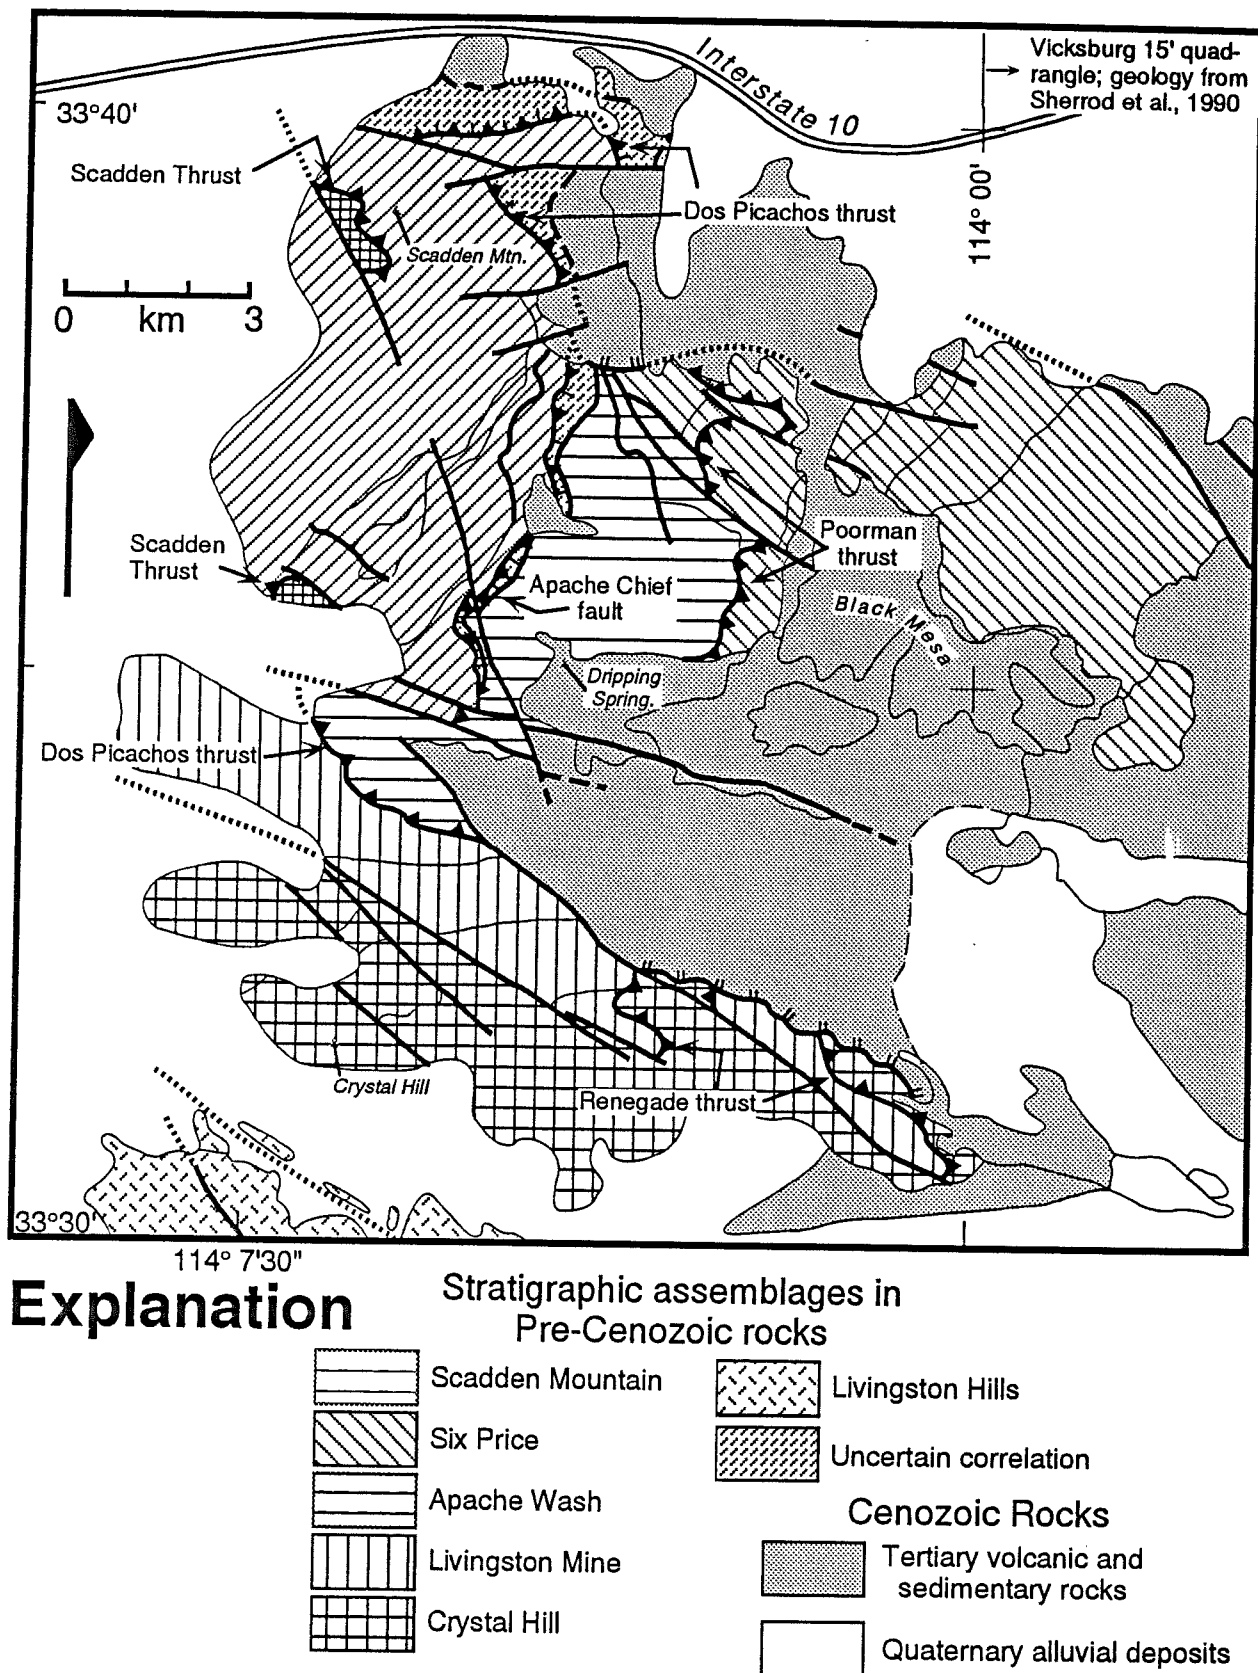 Interstate 10
Vicksburg 15' quad-
rangle; geology from
Sherrod et al., 1990
33°40'
Scadden Thrust
114° 00'
Dos Picachos thrust
Scadden Mtn.
0 km 3
Scadden
Thrust
Poorman
thrust
Apache Chief
fault
Black Mesa
Dripping
Spring.
Dos Picachos thrust
Crystal Hill
Renegade thrust
33°30'
114° 7'30"
Explanation
Stratigraphic assemblages in
Pre-Cenozoic rocks
Scadden Mountain
Six Price
Apache Wash
Livingston Mine
Crystal Hill
Livingston Hills
Uncertain correlation
Cenozoic Rocks
Tertiary volcanic and
sedimentary rocks
Quaternary alluvial deposits